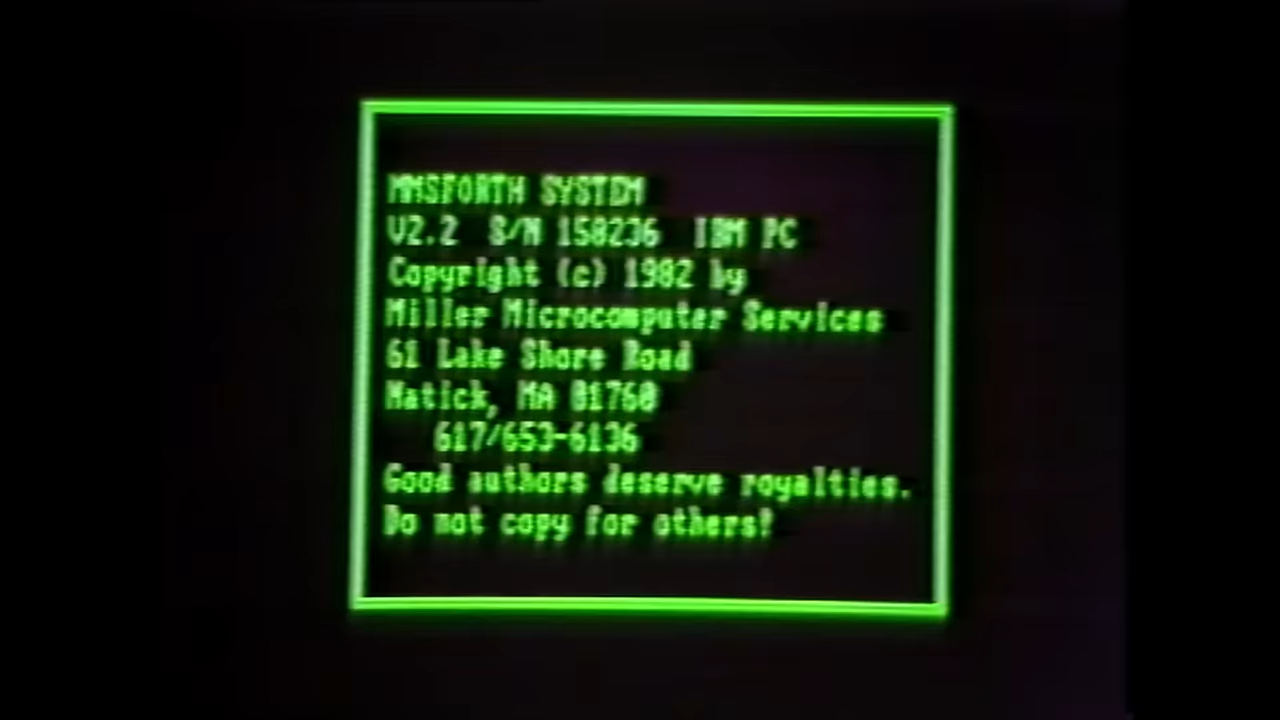 MMSFORTH SYSTEM
V2.2 S/N 150236 IBM PC
Copyright (c) 1982 by
Miller Microcomputer Services
61 Lake Shore Road
Natick, MA 01760
617/653-6136
Good authors deserve royalties.
Do not copy for others!